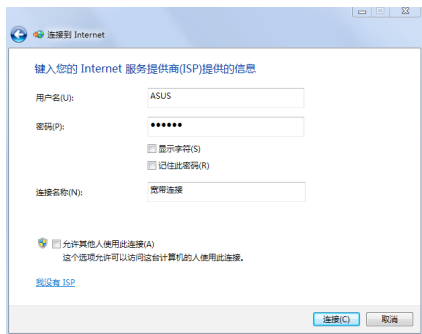 连接到 Internet
键入您的 Internet 服务提供商(ISP)提供的信息
用户名(U):
ASUS
密码(P):
••••••
显示字符(S)
记住此密码(R)
连接名称(N):
宽带连接
允许其他人使用此连接(A)
这个选项允许可以访问这台计算机的人使用此连接。
我没有 ISP
连接(C)
取消